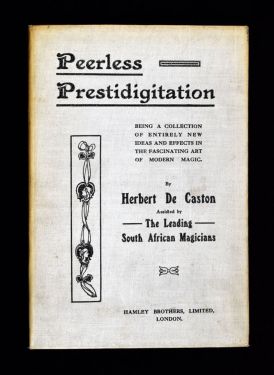 Peerless
Prestidigitation
BEING A COLLECTION
OF ENTIRELY NEW
IDEAS AND EFFECTS IN
THE FASCINATING ART
OF MODERN MAGIC.
By
Herbert De Caston
Assisted by
The Leading
South African Magicians
HAMLEY BROTHERS, LIMITED,
LONDON.